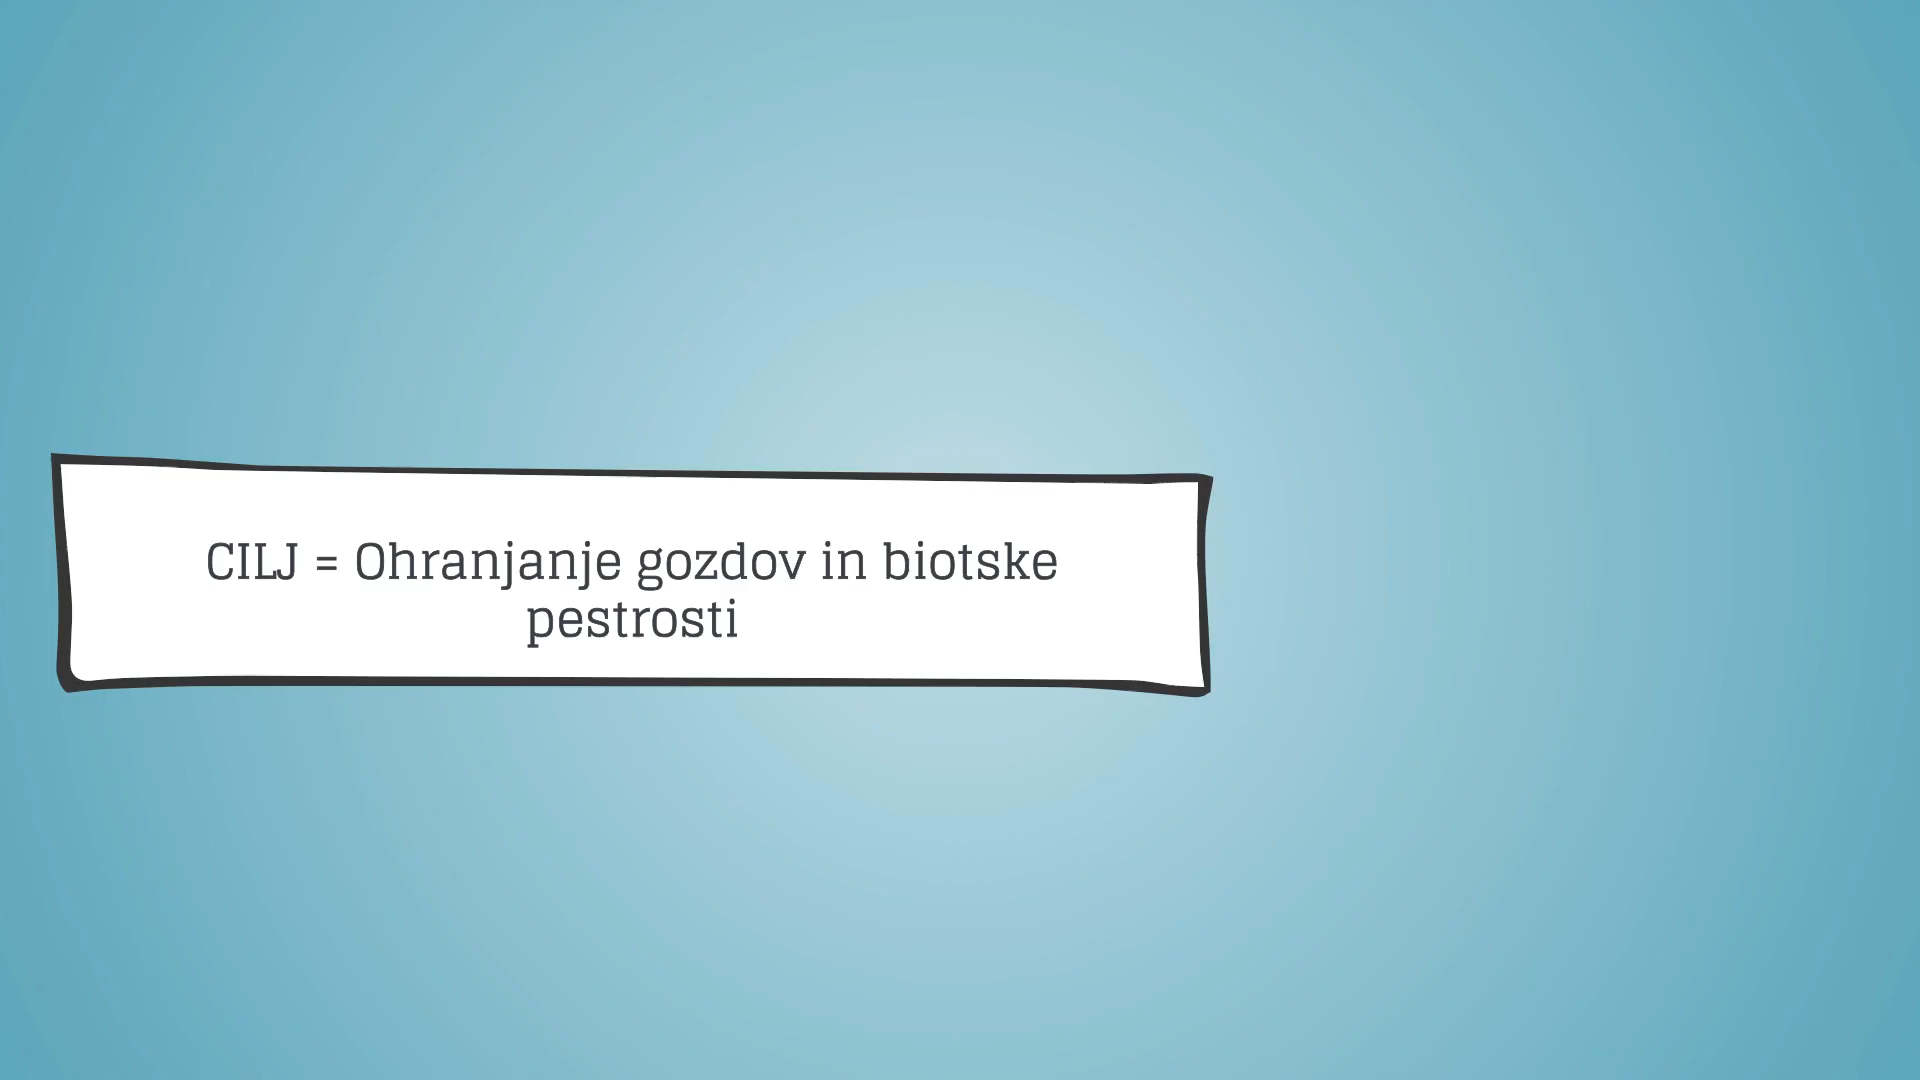 CILJ = Ohranjanje gozdov in biotske
pestrosti